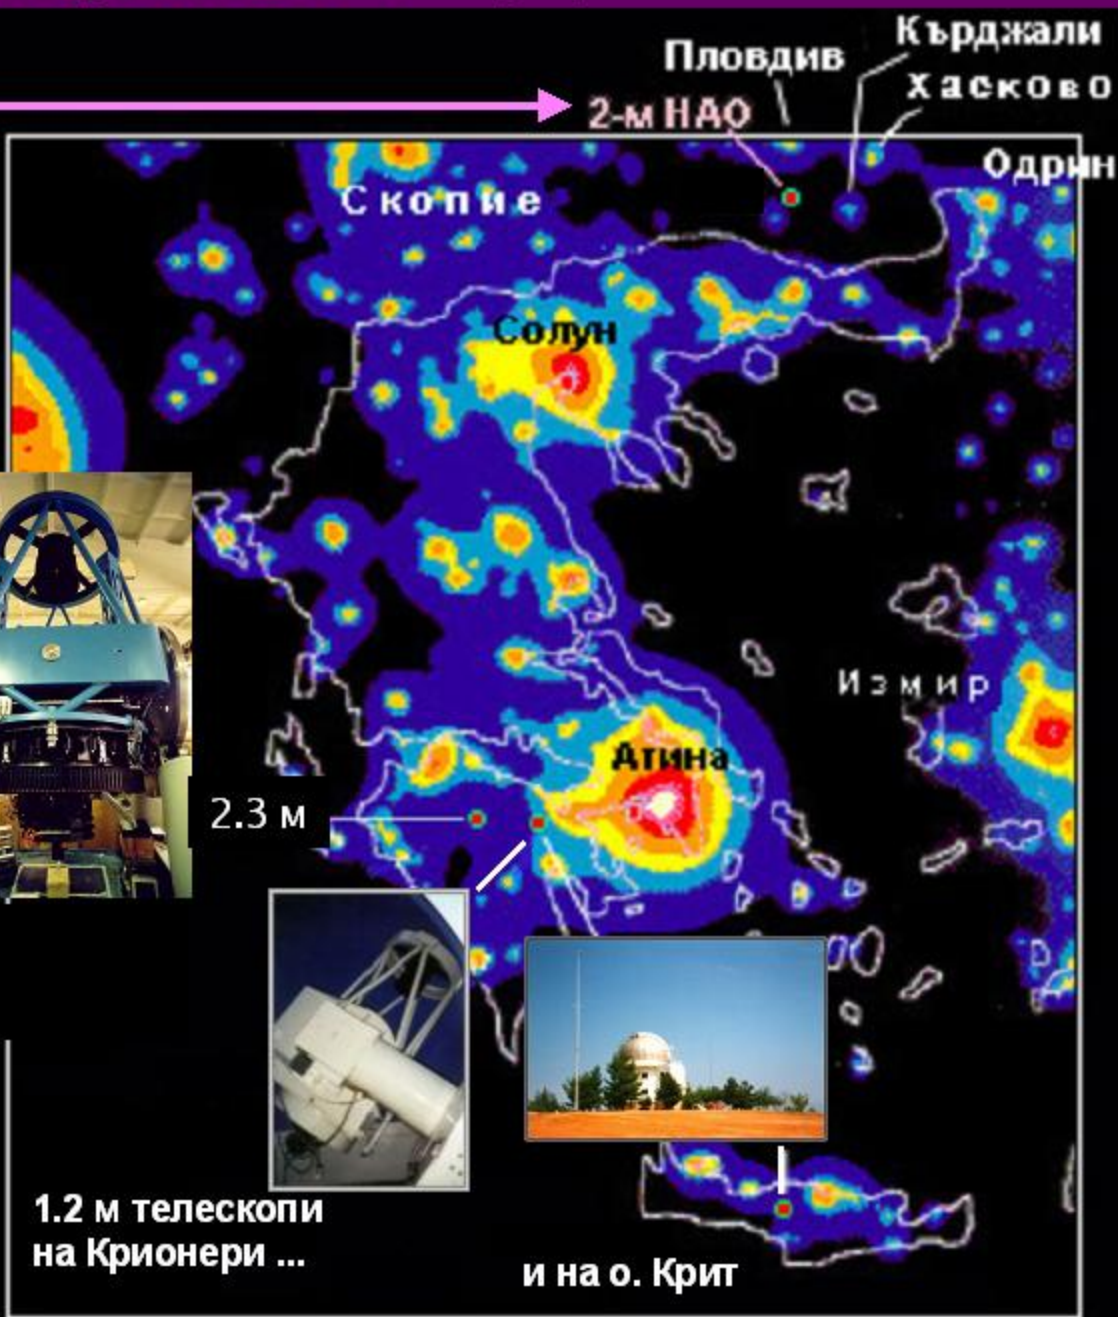 Кърджали
Пловдив
Хасково
2-м НАО
Одрин
Скопие
Солун
Измир
Атина
2.3 м
1.2 м телескопи
на Крионери ...
и на о. Крит